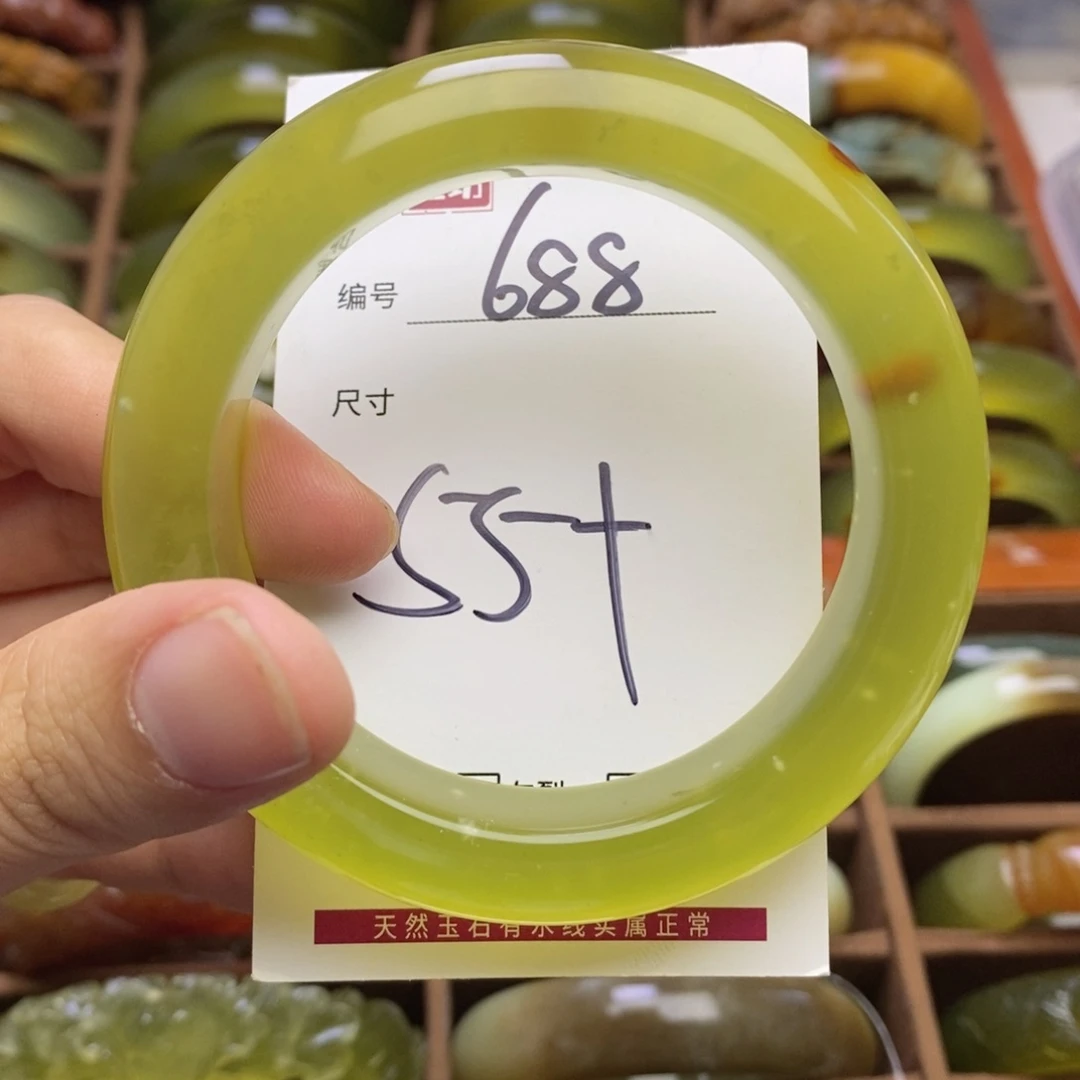 编号 688
尺寸
55+
天然玉石有水线实属正常